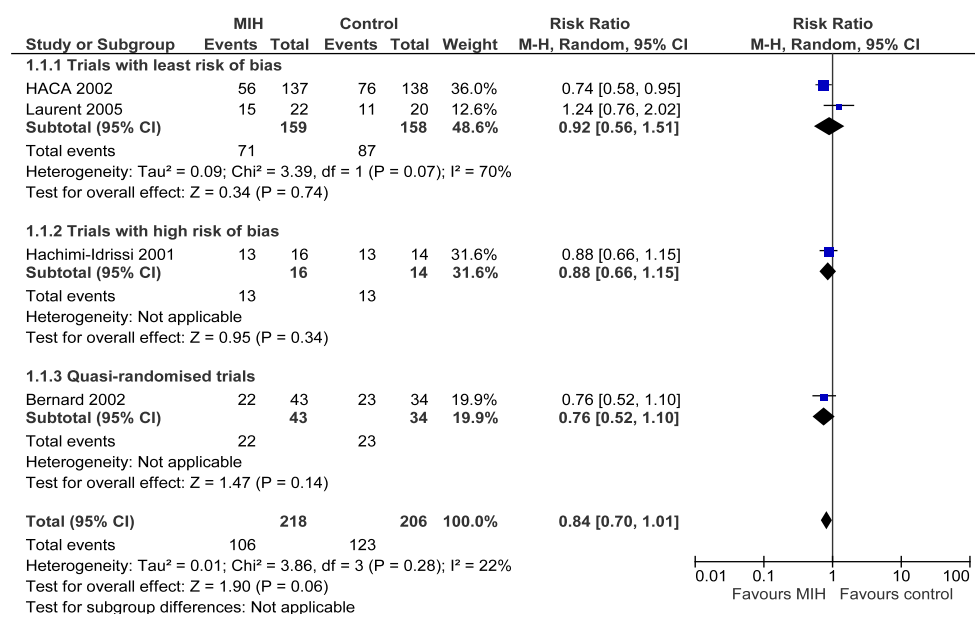 MIH Control Risk Ratio Risk Ratio
Study or Subgroup Events Total Events Total Weight M-H, Random, 95% CI M-H, Random, 95% CI
1.1.1 Trials with least risk of bias
HACA 2002 56 137 76 138 36.0% 0.74 [0.58, 0.95]
Laurent 2005 15 22 11 20 12.6% 1.24 [0.76, 2.02]
Subtotal (95% CI) 159 158 48.6% 0.92 [0.56, 1.51]
Total events 71 87
Heterogeneity: Tau² = 0.09; Chi² = 3.39, df = 1 (P = 0.07); I² = 70%
Test for overall effect: Z = 0.34 (P = 0.74)
1.1.2 Trials with high risk of bias
Hachimi-Idrissi 2001 13 16 13 14 31.6% 0.88 [0.66, 1.15]
Subtotal (95% CI) 16 14 31.6% 0.88 [0.66, 1.15]
Total events 13 13
Heterogeneity: Not applicable
Test for overall effect: Z = 0.95 (P = 0.34)
1.1.3 Quasi-randomised trials
Bernard 2002 22 43 23 34 19.9% 0.76 [0.52, 1.10]
Subtotal (95% CI) 43 34 19.9% 0.76 [0.52, 1.10]
Total events 22 23
Heterogeneity: Not applicable
Test for overall effect: Z = 1.47 (P = 0.14)
Total (95% CI) 218 206 100.0% 0.84 [0.70, 1.01]
Total events 106 123
Heterogeneity: Tau² = 0.01; Chi² = 3.86, df = 3 (P = 0.28); I² = 22%
Test for overall effect: Z = 1.90 (P = 0.06)
Test for subgroup differences: Not applicable
0.01 0.1 1 10 100
Favours MIH Favours control